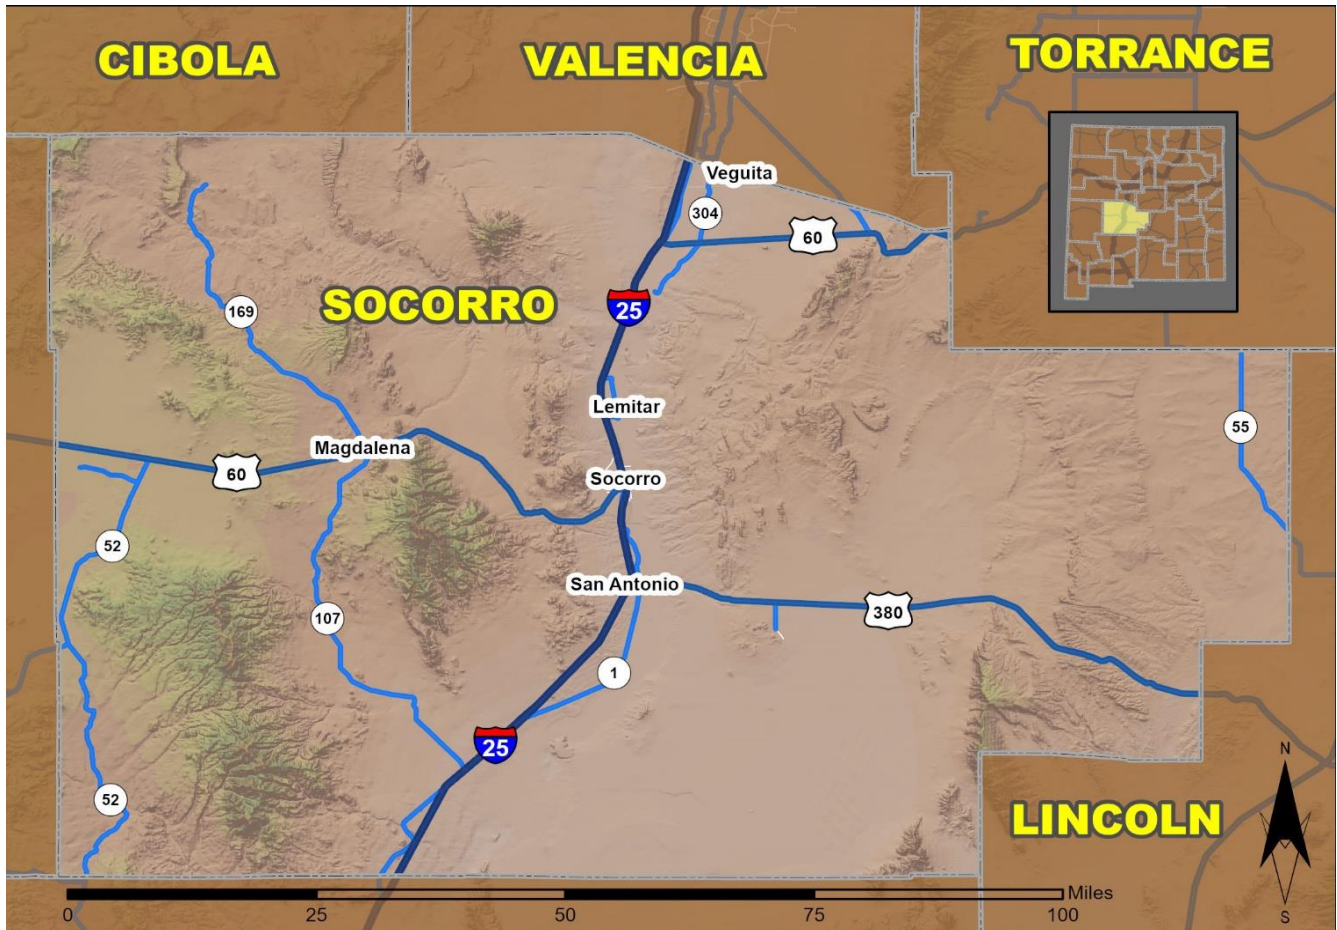 CIBOLA
VALENCIA
TORRANCE
Veguita
304
60
169
SOCORRO
25
Lemitar
55
Magdalena
60
Socorro
52
San Antonio
380
107
1
25
52
LINCOLN
N
S
Miles
0 25 50 75 100